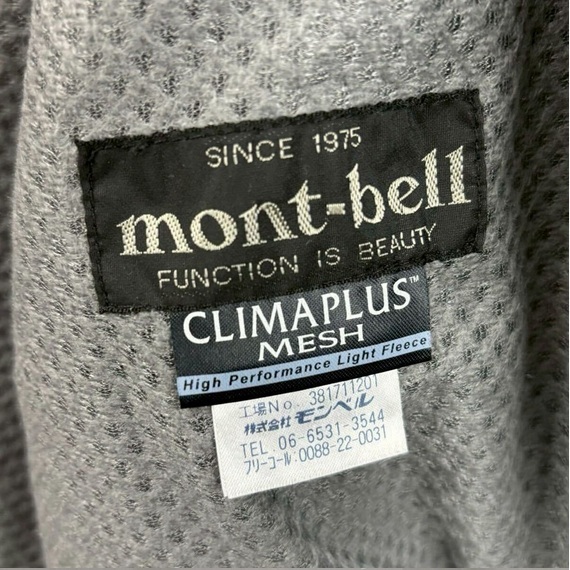 SINCE 1975
mont-bell
FUNCTION IS BEAUTY
CLIMAPLUS™
MESH
High Performance Light Fleece
工場No. 381711201
株式会社 モンベル
TEL. 06-6531-3544
フリーコール:0088-22-0031